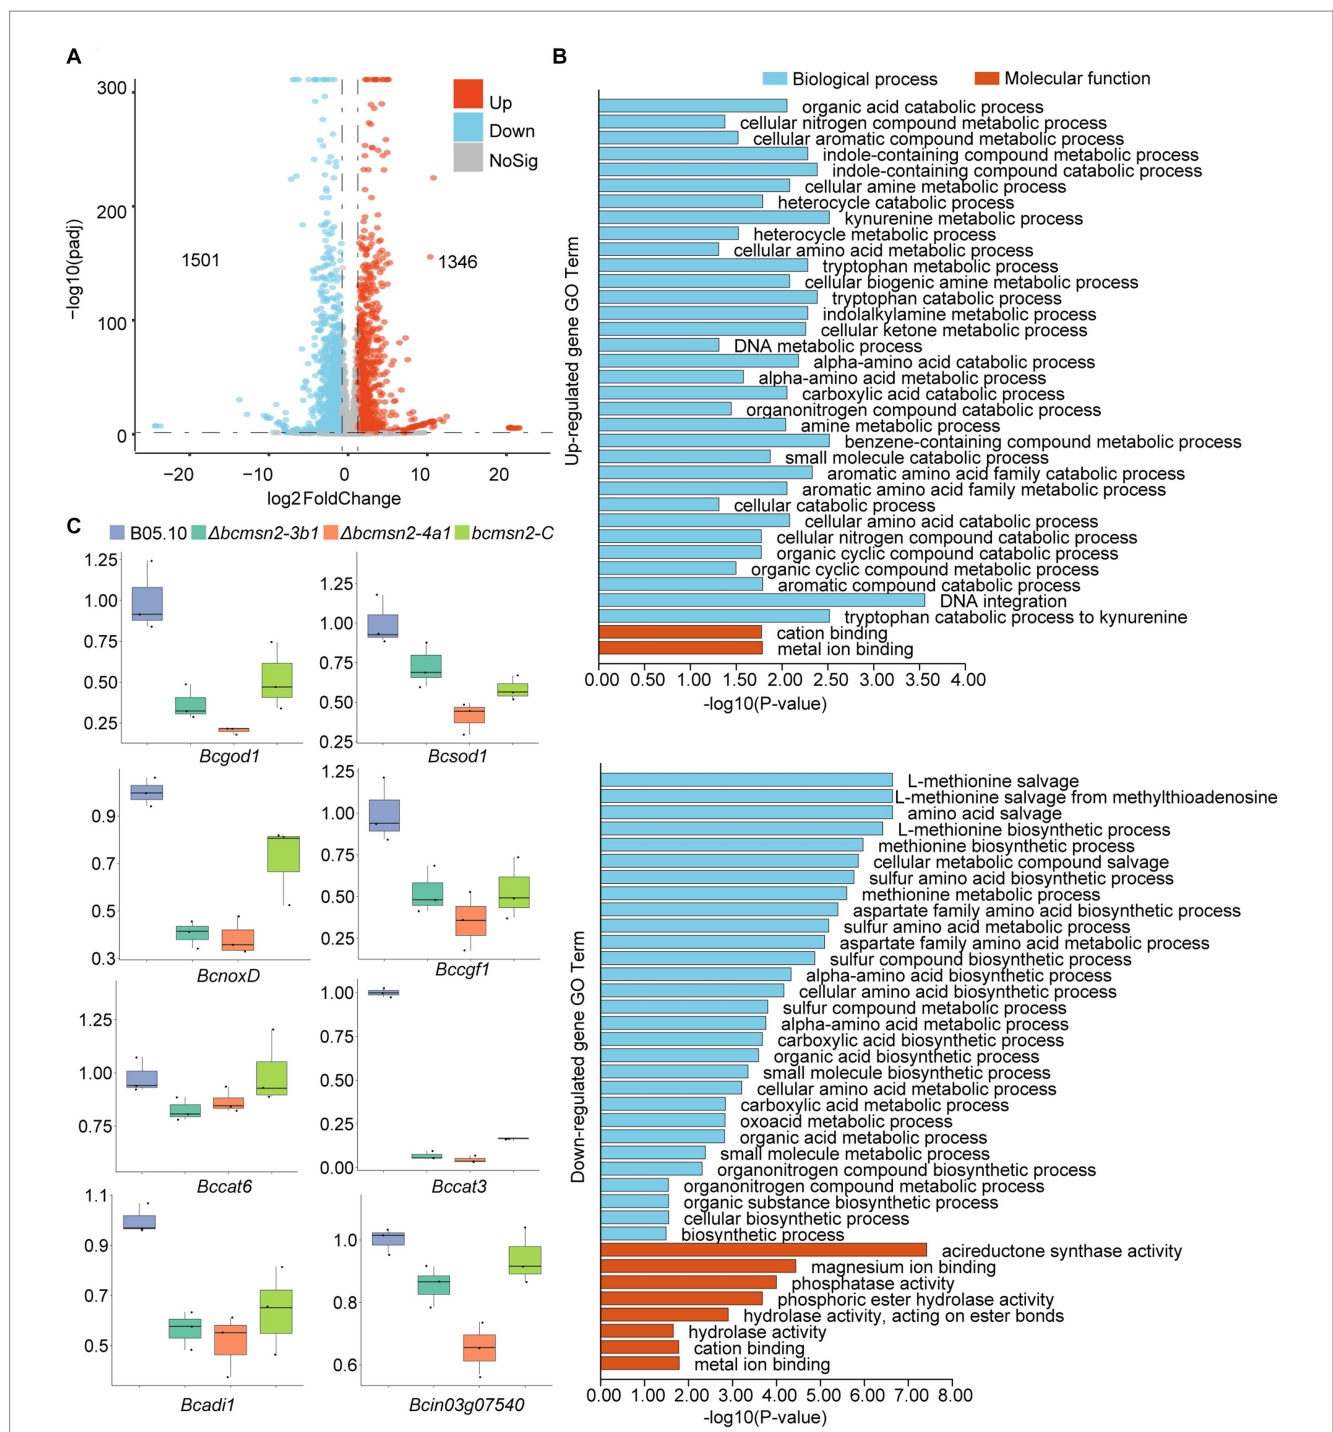 A
300
200
100
0
−log10(padj)
Up
Down
NoSig
1501
1346
−20
−10
0
10
20
log2FoldChange
B
Biological process
Molecular function
Up-regulated gene GO Term
organic acid catabolic process
cellular nitrogen compound metabolic process
cellular aromatic compound metabolic process
indole-containing compound metabolic process
indole-containing compound catabolic process
cellular amine metabolic process
heterocycle catabolic process
kynurenine metabolic process
heterocycle metabolic process
cellular amino acid metabolic process
tryptophan metabolic process
cellular biogenic amine metabolic process
tryptophan catabolic process
indolalkylamine metabolic process
cellular ketone metabolic process
DNA metabolic process
alpha-amino acid catabolic process
alpha-amino acid metabolic process
carboxylic acid catabolic process
organonitrogen compound catabolic process
amine metabolic process
benzene-containing compound metabolic process
small molecule catabolic process
aromatic amino acid family catabolic process
aromatic amino acid family metabolic process
cellular catabolic process
cellular amino acid catabolic process
cellular nitrogen compound catabolic process
organic cyclic compound catabolic process
organic cyclic compound metabolic process
aromatic compound catabolic process
DNA integration
tryptophan catabolic process to kynurenine
cation binding
metal ion binding
0.00 0.50 1.00 1.50 2.00 2.50 3.00 3.50 4.00
-log10(P-value)
Down-regulated gene GO Term
L-methionine salvage
L-methionine salvage from methylthioadenosine
amino acid salvage
L-methionine biosynthetic process
methionine biosynthetic process
cellular metabolic compound salvage
sulfur amino acid biosynthetic process
methionine metabolic process
aspartate family amino acid biosynthetic process
sulfur amino acid metabolic process
aspartate family amino acid metabolic process
sulfur compound biosynthetic process
alpha-amino acid biosynthetic process
cellular amino acid biosynthetic process
sulfur compound metabolic process
alpha-amino acid metabolic process
carboxylic acid biosynthetic process
organic acid biosynthetic process
small molecule biosynthetic process
cellular amino acid metabolic process
carboxylic acid metabolic process
oxoacid metabolic process
organic acid metabolic process
small molecule metabolic process
organonitrogen compound biosynthetic process
organonitrogen compound metabolic process
organic substance biosynthetic process
cellular biosynthetic process
biosynthetic process
acireductone synthase activity
magnesium ion binding
phosphatase activity
phosphoric ester hydrolase activity
hydrolase activity, acting on ester bonds
hydrolase activity
cation binding
metal ion binding
0.00 1.00 2.00 3.00 4.00 5.00 6.00 7.00 8.00
-log10(P-value)
C
B05.10 Δbcmsn2-3b1 Δbcmsn2-4a1 bcmsn2-C
1.25
1.00
0.75
0.50
0.25
Bcgod1
1.25
1.00
0.75
0.50
0.25
Bcsod1
0.9
0.7
0.5
0.3
BcnoxD
1.25
1.00
0.75
0.50
0.25
Bccgf1
1.25
1.00
0.75
Bccat6
1.00
0.75
0.50
0.25
0.00
Bccat3
1.1
0.9
0.7
0.5
Bcadi1
1.0
0.8
0.6
Bcin03g07540